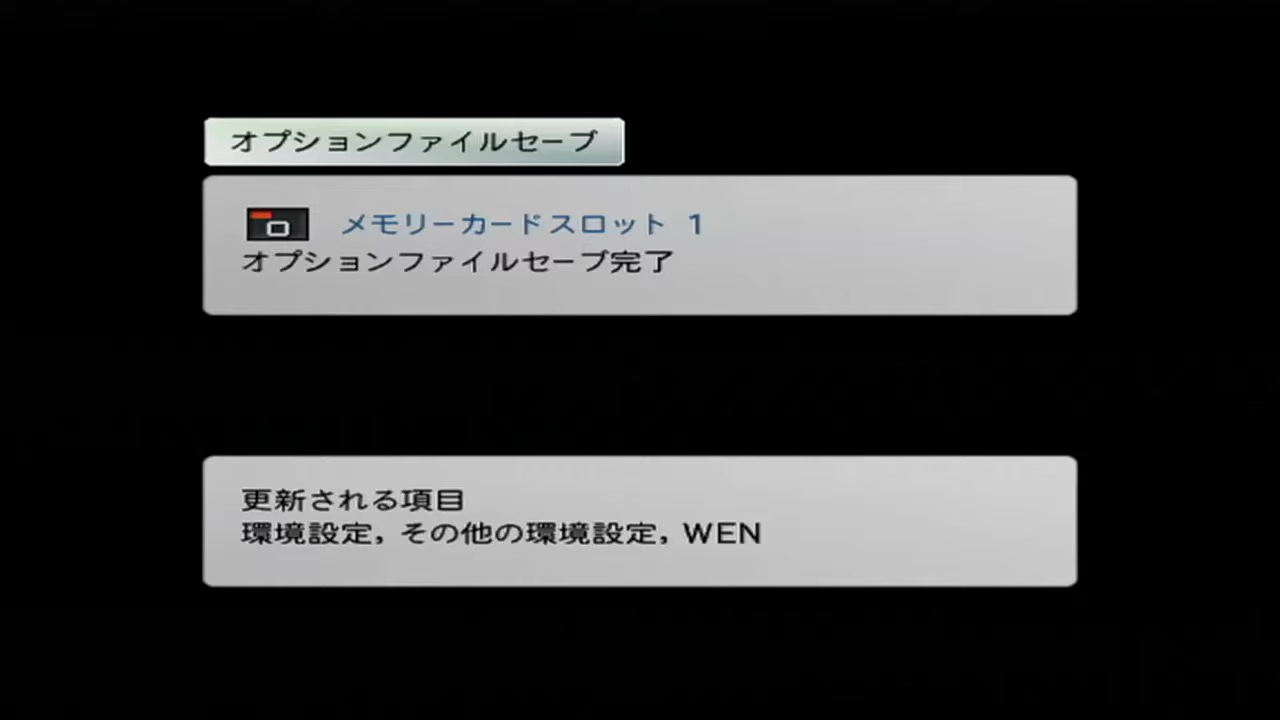 オプションファイルセーブ
メモリーカードスロット 1
オプションファイルセーブ完了
更新される項目
環境設定, その他の環境設定, WEN